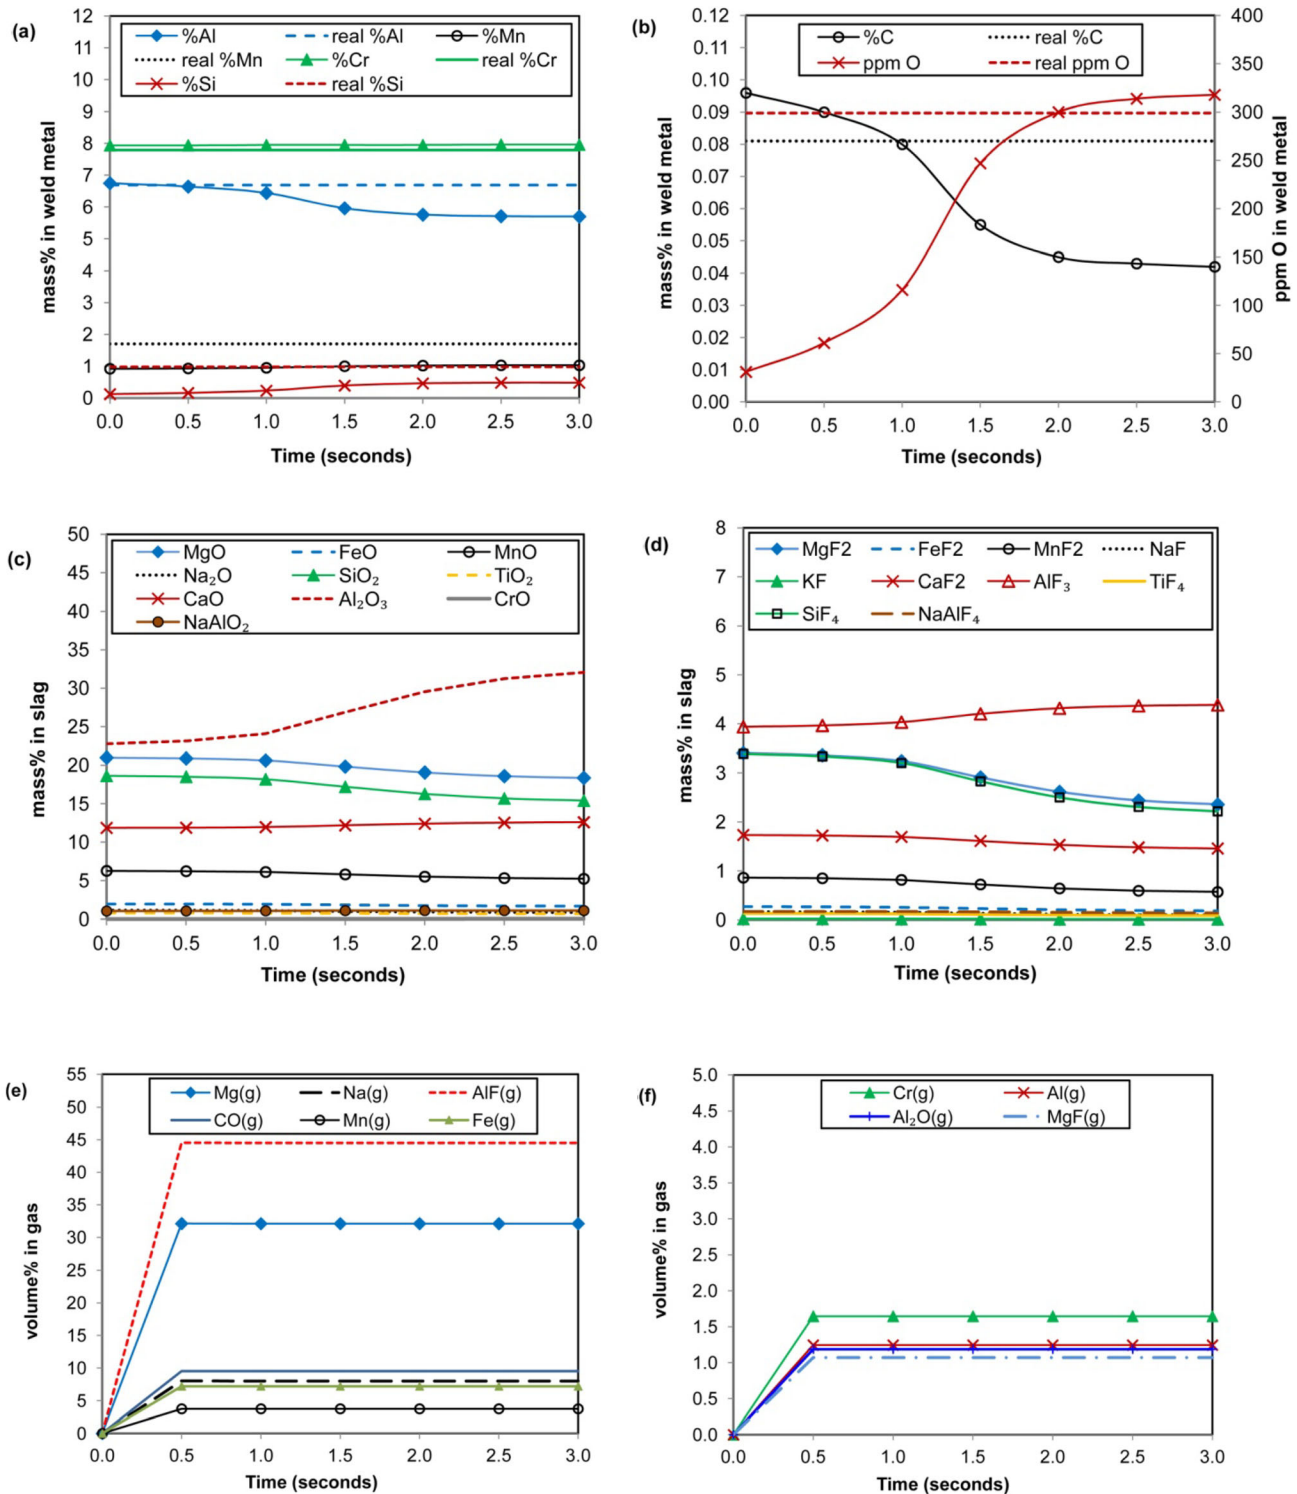 (a)
12
11
10
9
8
7
6
5
4
3
2
1
0
mass% in weld metal
%Al
real %Al
%Mn
real %Mn
%Cr
real %Cr
%Si
real %Si
0.0 0.5 1.0 1.5 2.0 2.5 3.0
Time (seconds)
(b)
0.12
0.11
0.10
0.09
0.08
0.07
0.06
0.05
0.04
0.03
0.02
0.01
0.00
mass% in weld metal
%C
real %C
ppm O
real ppm O
400
350
300
250
200
150
100
50
0
ppm O in weld metal
0.0 0.5 1.0 1.5 2.0 2.5 3.0
Time (seconds)
(c)
50
45
40
35
30
25
20
15
10
5
0
mass% in slag
MgO
FeO
MnO
Na₂O
SiO₂
TiO₂
CaO
Al₂O₃
CrO
NaAlO₂
0.0 0.5 1.0 1.5 2.0 2.5 3.0
Time (seconds)
(d)
8
7
6
5
4
3
2
1
0
mass% in slag
MgF2
FeF2
MnF2
NaF
KF
CaF2
AlF₃
TiF₄
SiF₄
NaAlF₄
0.0 0.5 1.0 1.5 2.0 2.5 3.0
Time (seconds)
(e)
55
50
45
40
35
30
25
20
15
10
5
0
volume% in gas
Mg(g)
Na(g)
AlF(g)
CO(g)
Mn(g)
Fe(g)
0.0 0.5 1.0 1.5 2.0 2.5 3.0
Time (seconds)
(f)
5.0
4.5
4.0
3.5
3.0
2.5
2.0
1.5
1.0
0.5
0.0
volume% in gas
Cr(g)
Al(g)
Al₂O(g)
MgF(g)
0.0 0.5 1.0 1.5 2.0 2.5 3.0
Time (seconds)